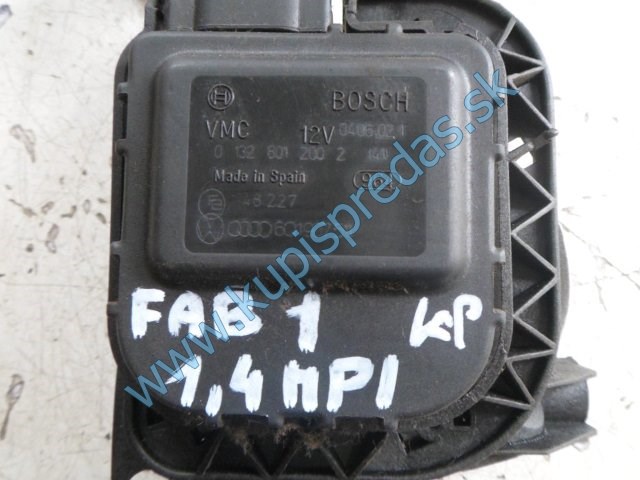 BOSCH
VMC 12V
0 132 801 200 2
Made in Spain
FAB 1 KP
1,4 MPI
www.kupispredas.sk